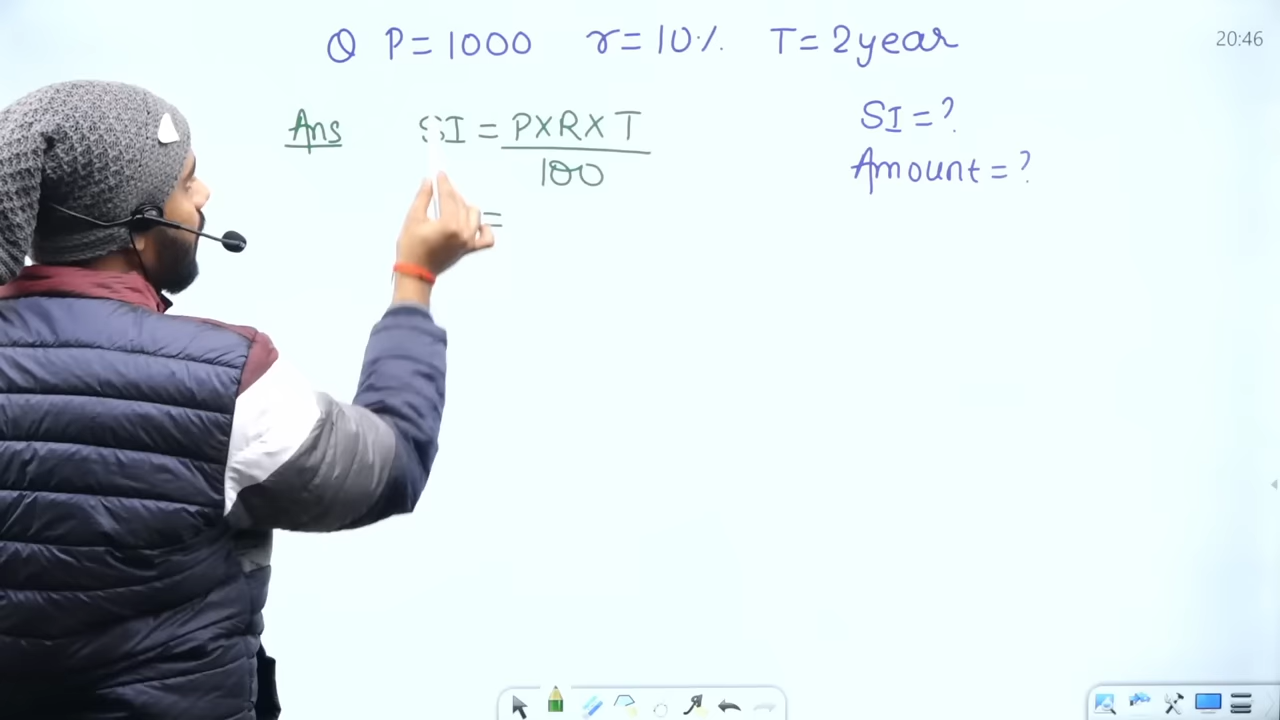 Q P = 1000 r = 10% T = 2 year
20:46
SI = ?
Amount = ?
Ans SI = P X R X T
100
=